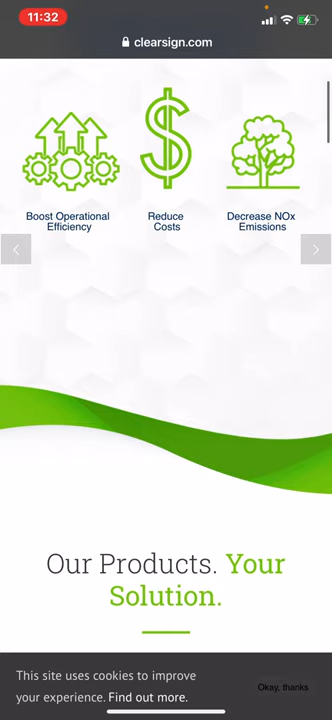 11:32
clearsign.com
Boost Operational
Efficiency
Reduce
Costs
Decrease NOx
Emissions
Our Products. Your
Solution.
This site uses cookies to improve
your experience. Find out more.
Okay, thanks